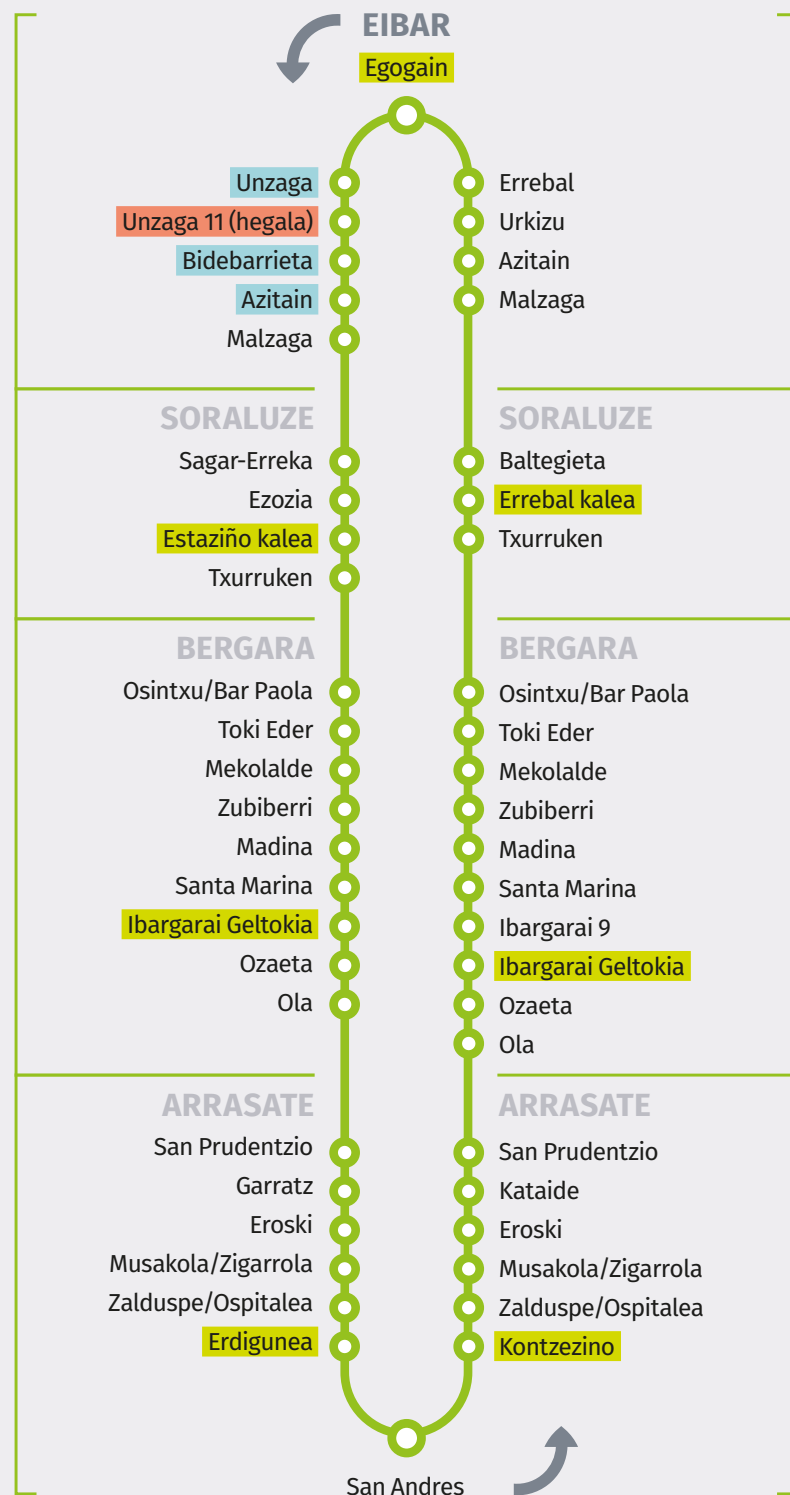 EIBAR
Egogain
Unzaga
Unzaga 11 (hegala)
Bidebarrieta
Azitain
Malzaga
Errebal
Urkizu
Azitain
Malzaga
SORALUZE
Sagar-Erreka
Ezozia
Estaziño kalea
Txurruken
SORALUZE
Baltegieta
Errebal kalea
Txurruken
BERGARA
Osintxu/Bar Paola
Toki Eder
Mekolalde
Zubiberri
Madina
Santa Marina
Ibargarai Geltokia
Ozaeta
Ola
BERGARA
Osintxu/Bar Paola
Toki Eder
Mekolalde
Zubiberri
Madina
Santa Marina
Ibargarai 9
Ibargarai Geltokia
Ozaeta
Ola
ARRASATE
San Prudentzio
Garratz
Eroski
Musakola/Zigarrola
Zalduspe/Ospitalea
Erdigunea
ARRASATE
San Prudentzio
Kataide
Eroski
Musakola/Zigarrola
Zalduspe/Ospitalea
Kontzezino
San Andres